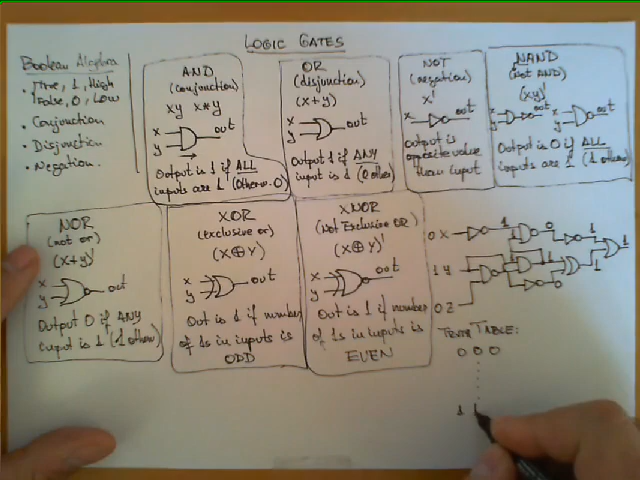 LOGIC GATES
Boolean Algebra
• True, 1, High
False, 0, Low
• Conjunction
• Disjunction
• Negation.
AND
(conjunction)
xy x*y
x
y
out
Output is 1 if ALL
inputs are 1 (Otherw. 0)
OR
(disjunction)
(x+y)
x
y
out
Output 1 if ANY
input is 1 (0 other)
NOT
(negation)
x'
x
out
Output is
opposite value
than input
NAND
(Not AND)
(xy)'
x
y
out
x
y
out
Output is 0 if ALL
inputs are 1 (1 other)
NOR
(not or)
(x+y)'
x
y
out
Output 0 if ANY
input is 1 (1 other)
XOR
(exclusive or)
(x⊕y)
x
y
out
Out is 1 if number
of 1s in inputs is
ODD
XNOR
(Not Exclusive OR)
(x⊕y)'
x
y
out
Out is 1 if number
of 1s in inputs is
EVEN
0 X
1 Y
0 Z
TRUTH TABLE:
0 0 0
1 1